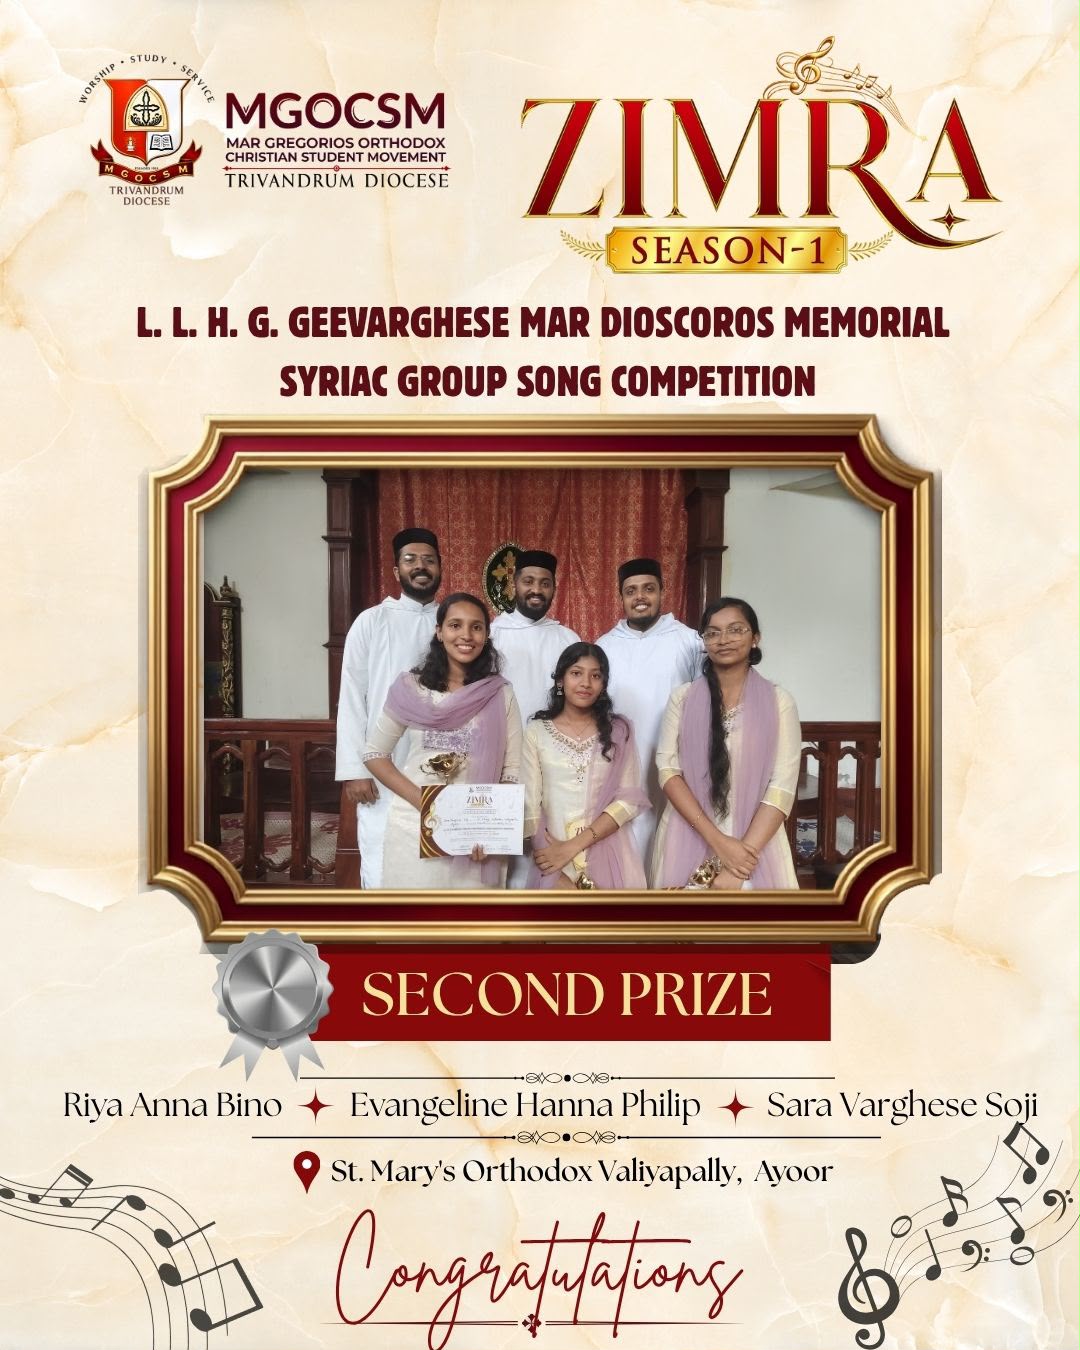 WORSHIP • STUDY • SERVICE
MGOCSM
TRIVANDRUM
DIOCESE
MGOCSM
MAR GREGORIOS ORTHODOX
CHRISTIAN STUDENT MOVEMENT
TRIVANDRUM DIOCESE
ZIMRA
SEASON-1
L. L. H. G. GEEVARGHESE MAR DIOSCOROS MEMORIAL
SYRIAC GROUP SONG COMPETITION
ZIMRA
SECOND PRIZE
Riya Anna Bino Evangeline Hanna Philip Sara Varghese Soji
St. Mary's Orthodox Valiyapally, Ayoor
Congratulations